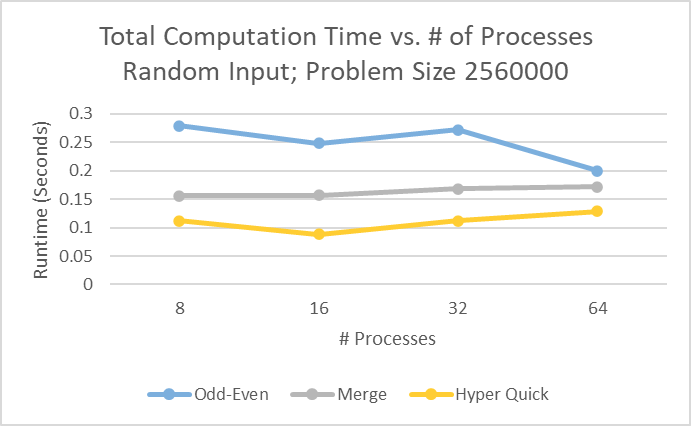 Total Computation Time vs. # of Processes
Random Input; Problem Size 2560000
Runtime (Seconds)
0.3
0.25
0.2
0.15
0.1
0.05
0
8 16 32 64
# Processes
Odd-Even Merge Hyper Quick